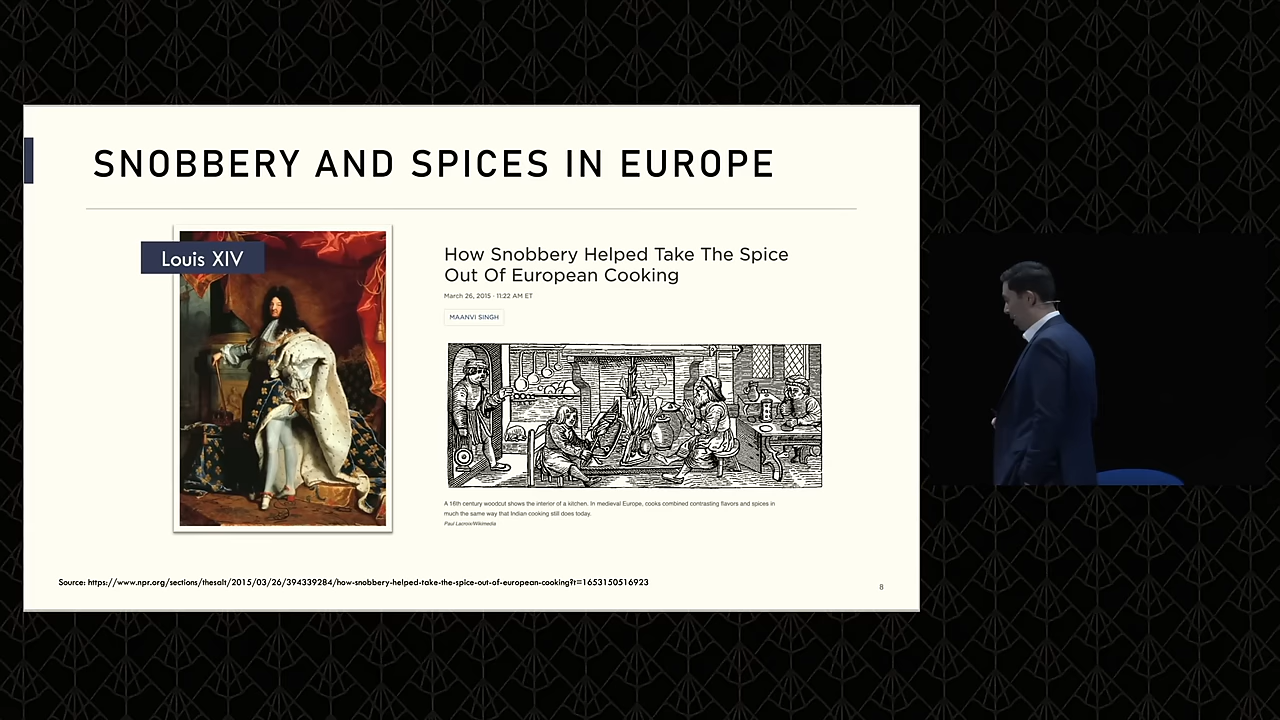 SNOBBERY AND SPICES IN EUROPE
Louis XIV
How Snobbery Helped Take The Spice
Out Of European Cooking
March 26, 2015 · 11:22 AM ET
MAANVI SINGH
A 16th century woodcut shows the interior of a kitchen. In medieval Europe, cooks combined contrasting flavors and spices in
much the same way that Indian cooking still does today.
Paul Lacroix/Wikimedia
Source: https://www.npr.org/sections/thesalt/2015/03/26/394339284/how-snobbery-helped-take-the-spice-out-of-european-cooking?t=1653150516923
8